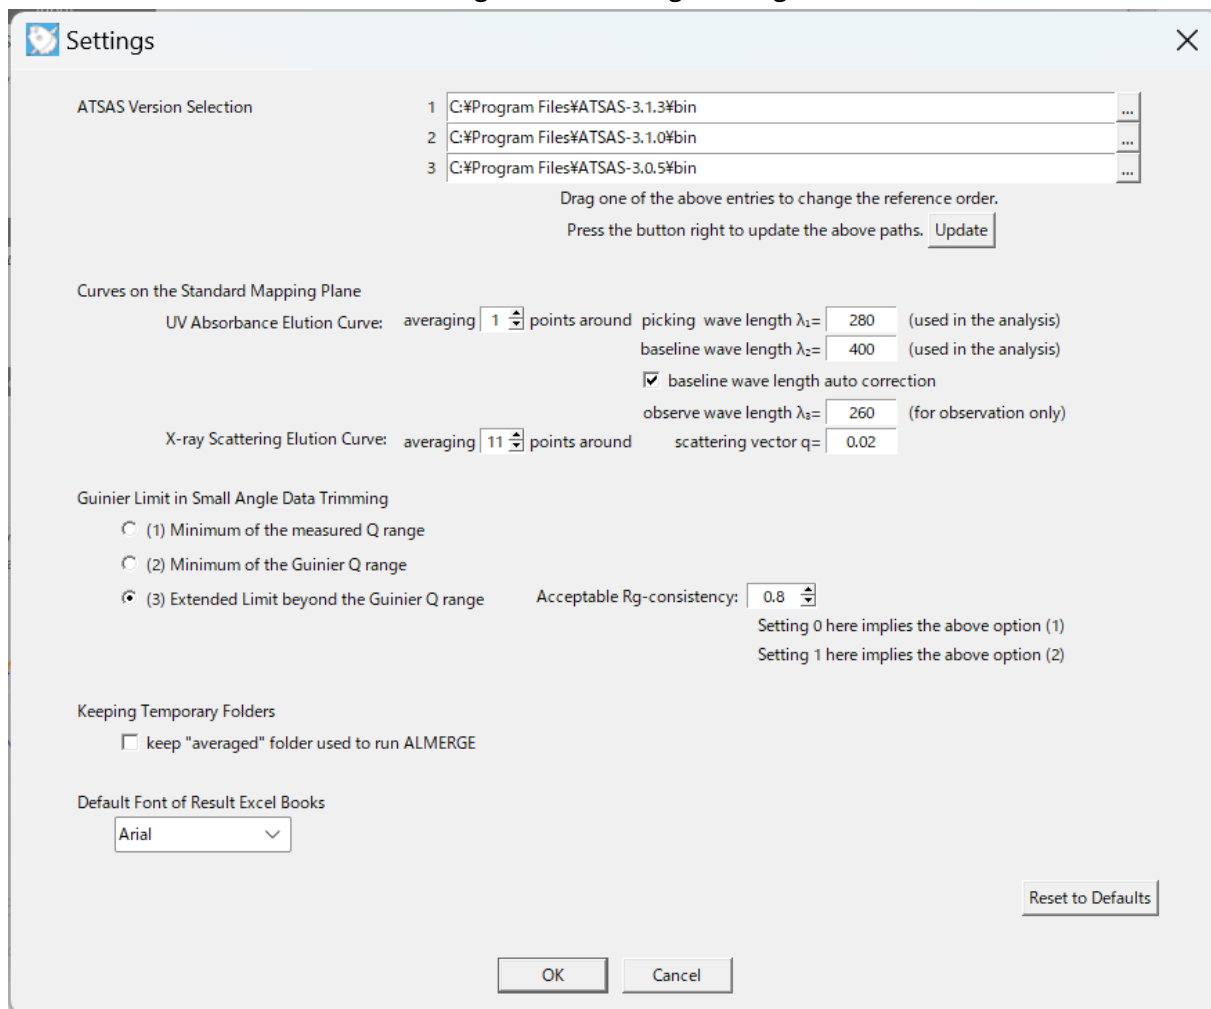 Settings
ATSAS Version Selection 1 C:¥Program Files¥ATSAS-3.1.3¥bin ...
2 C:¥Program Files¥ATSAS-3.1.0¥bin ...
3 C:¥Program Files¥ATSAS-3.0.5¥bin ...
Drag one of the above entries to change the reference order.
Press the button right to update the above paths. Update
Curves on the Standard Mapping Plane
UV Absorbance Elution Curve: averaging 1 points around picking wave length λ₁= 280 (used in the analysis)
baseline wave length λ₂= 400 (used in the analysis)
baseline wave length auto correction
observe wave length λ₃= 260 (for observation only)
X-ray Scattering Elution Curve: averaging 11 points around scattering vector q= 0.02
Guinier Limit in Small Angle Data Trimming
(1) Minimum of the measured Q range
(2) Minimum of the Guinier Q range
(3) Extended Limit beyond the Guinier Q range Acceptable Rg-consistency: 0.8
Setting 0 here implies the above option (1)
Setting 1 here implies the above option (2)
Keeping Temporary Folders
keep "averaged" folder used to run ALMERGE
Default Font of Result Excel Books
Arial
Reset to Defaults
OK Cancel